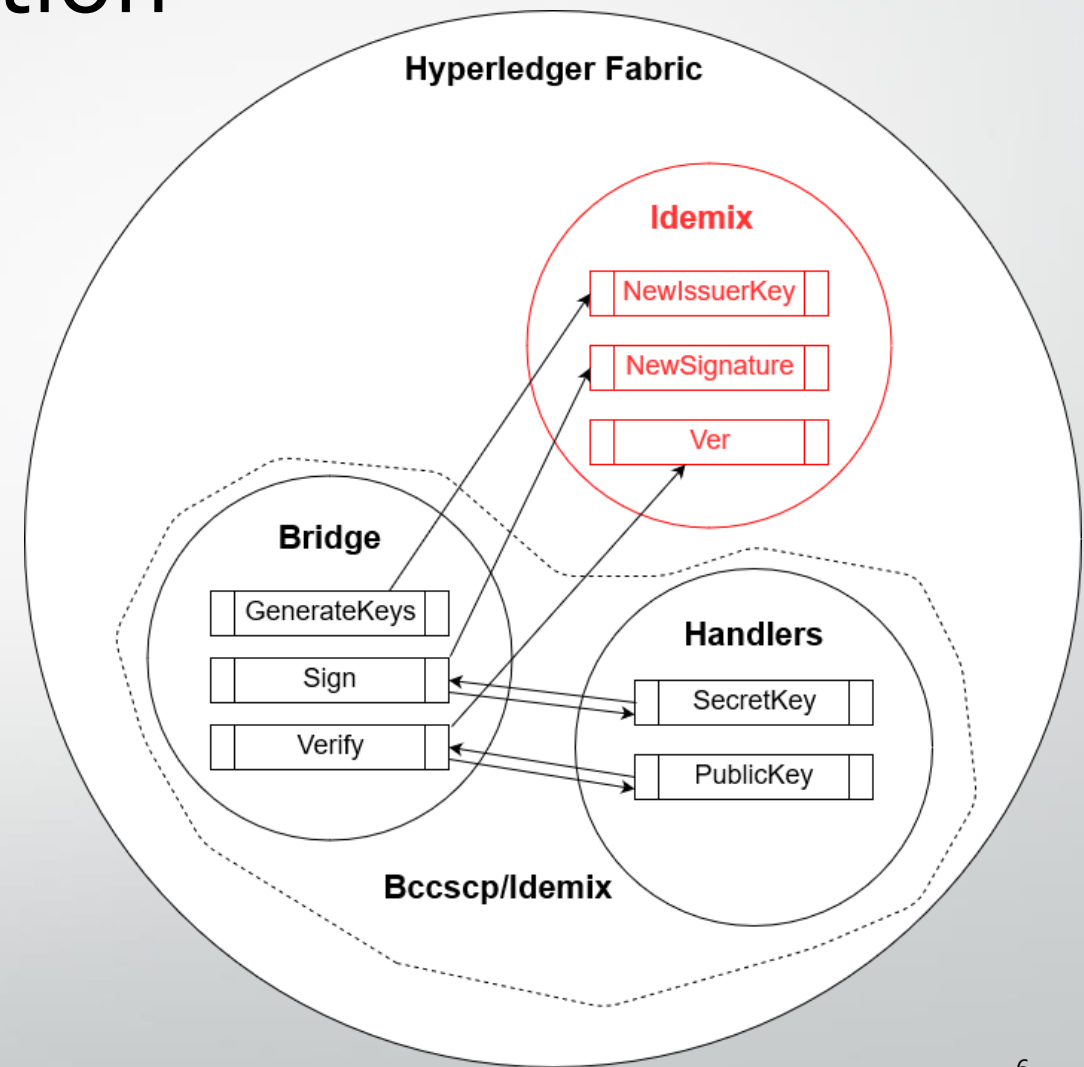 Hyperledger Fabric
Idemix
NewIssuerKey
NewSignature
Ver
Bridge
GenerateKeys
Sign
Verify
Handlers
SecretKey
PublicKey
Bccscp/Idemix